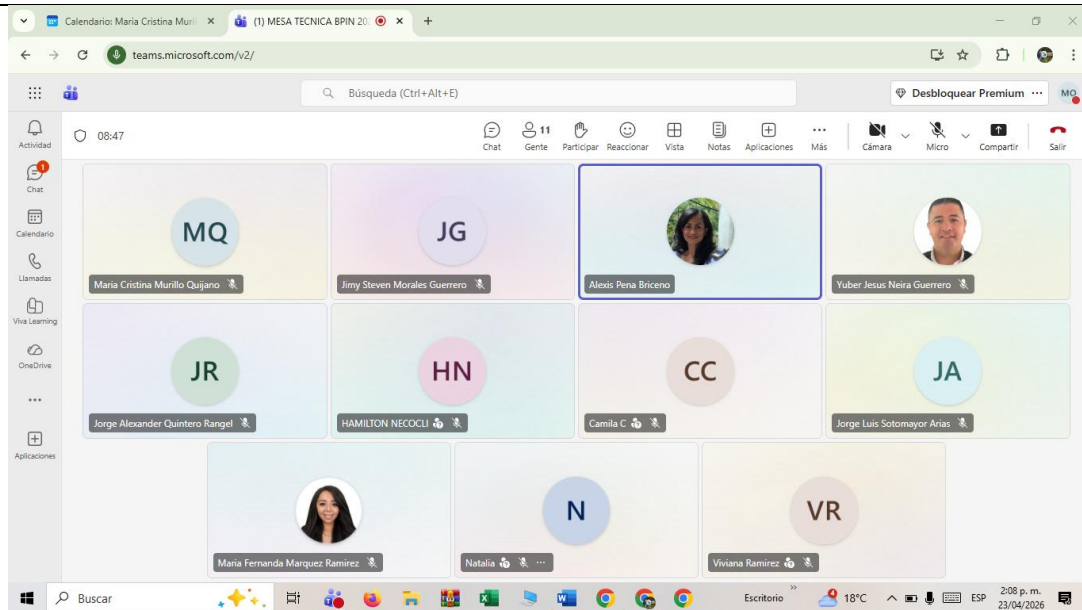 Calendario: Maria Cristina Muri
(1) MESA TECNICA BPIN 20
teams.microsoft.com/v2/
Búsqueda (Ctrl+Alt+E)
Desbloquear Premium ...
MO
Actividad
1
Chat
Calendario
Llamadas
Viva Learning
OneDrive
Aplicaciones
08:47
Chat
11
Gente
Participar
Reaccionar
Vista
Notas
Aplicaciones
Más
Cámara
Micro
Compartir
Salir
MQ
Maria Cristina Murillo Quijano
JG
Jimy Steven Morales Guerrero
Alexis Pena Briceno
Yuber Jesus Neira Guerrero
JR
Jorge Alexander Quintero Rangel
HN
HAMILTON NECOCLI
CC
Camila C
JA
Jorge Luis Sotomayor Arias
Maria Fernanda Marquez Ramirez
N
Natalia
VR
Viviana Ramirez
Buscar
Escritorio
18°C
ESP
2:08 p. m.
23/04/2026